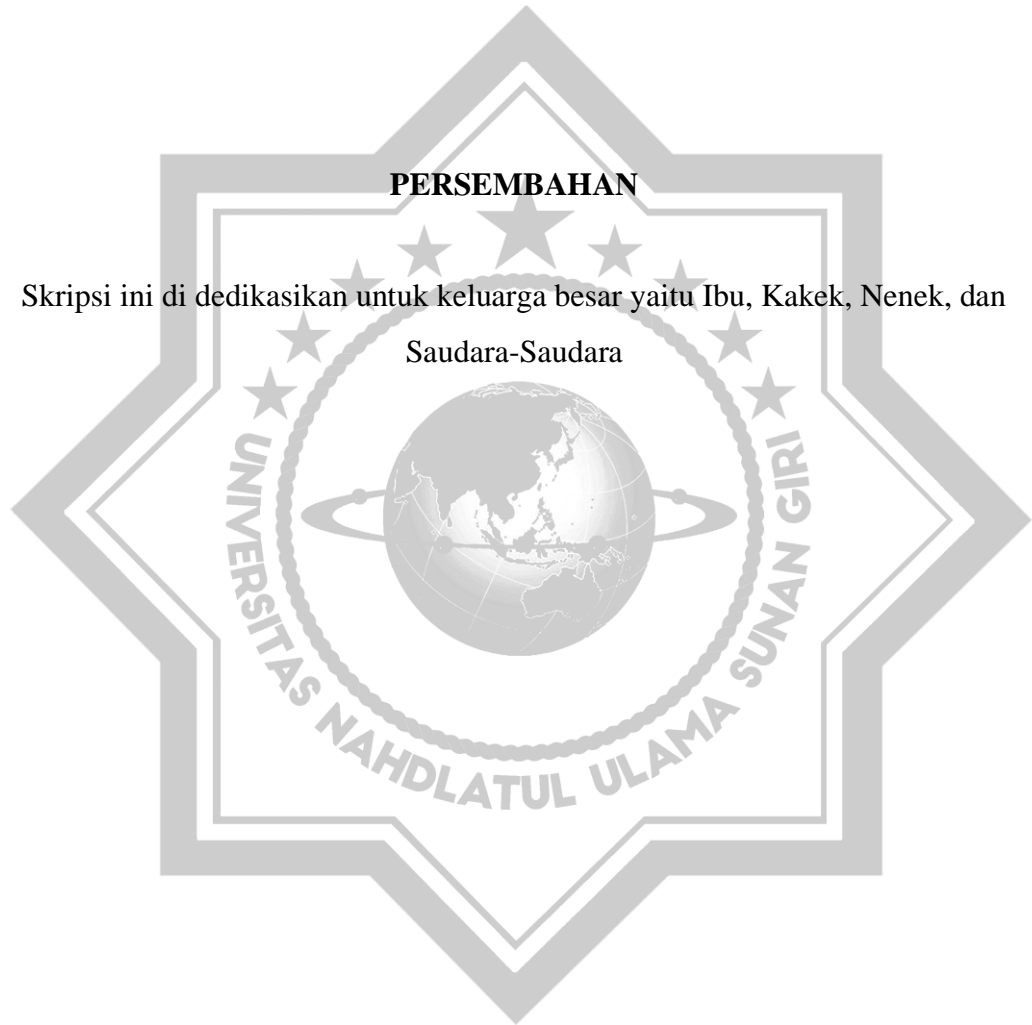 PERSEMBAHAN
Skripsi ini di dedikasikan untuk keluarga besar yaitu Ibu, Kakek, Nenek, dan
Saudara-Saudara
UNIVERSITAS NAHDLATUL ULAMA SUNAN GIRI